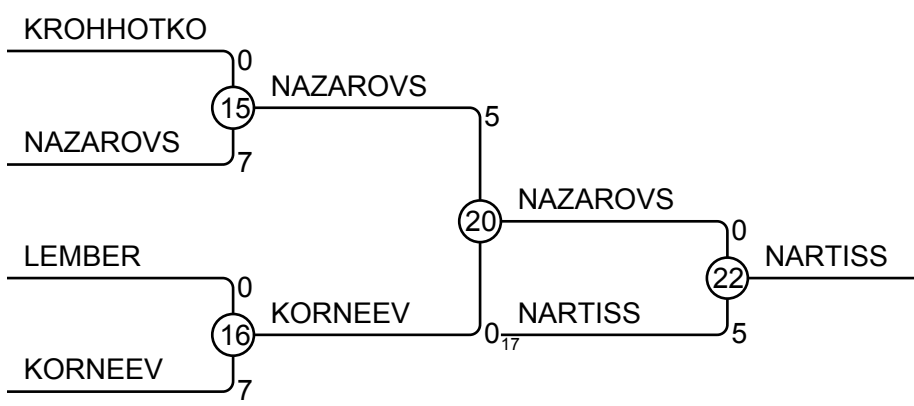 KROHHOTKO
0
15
NAZAROVS
NAZAROVS
7
5
20
NAZAROVS
0
LEMBER
0
16
KORNEEV
KORNEEV
7
0
17
NARTISS
5
22
NARTISS